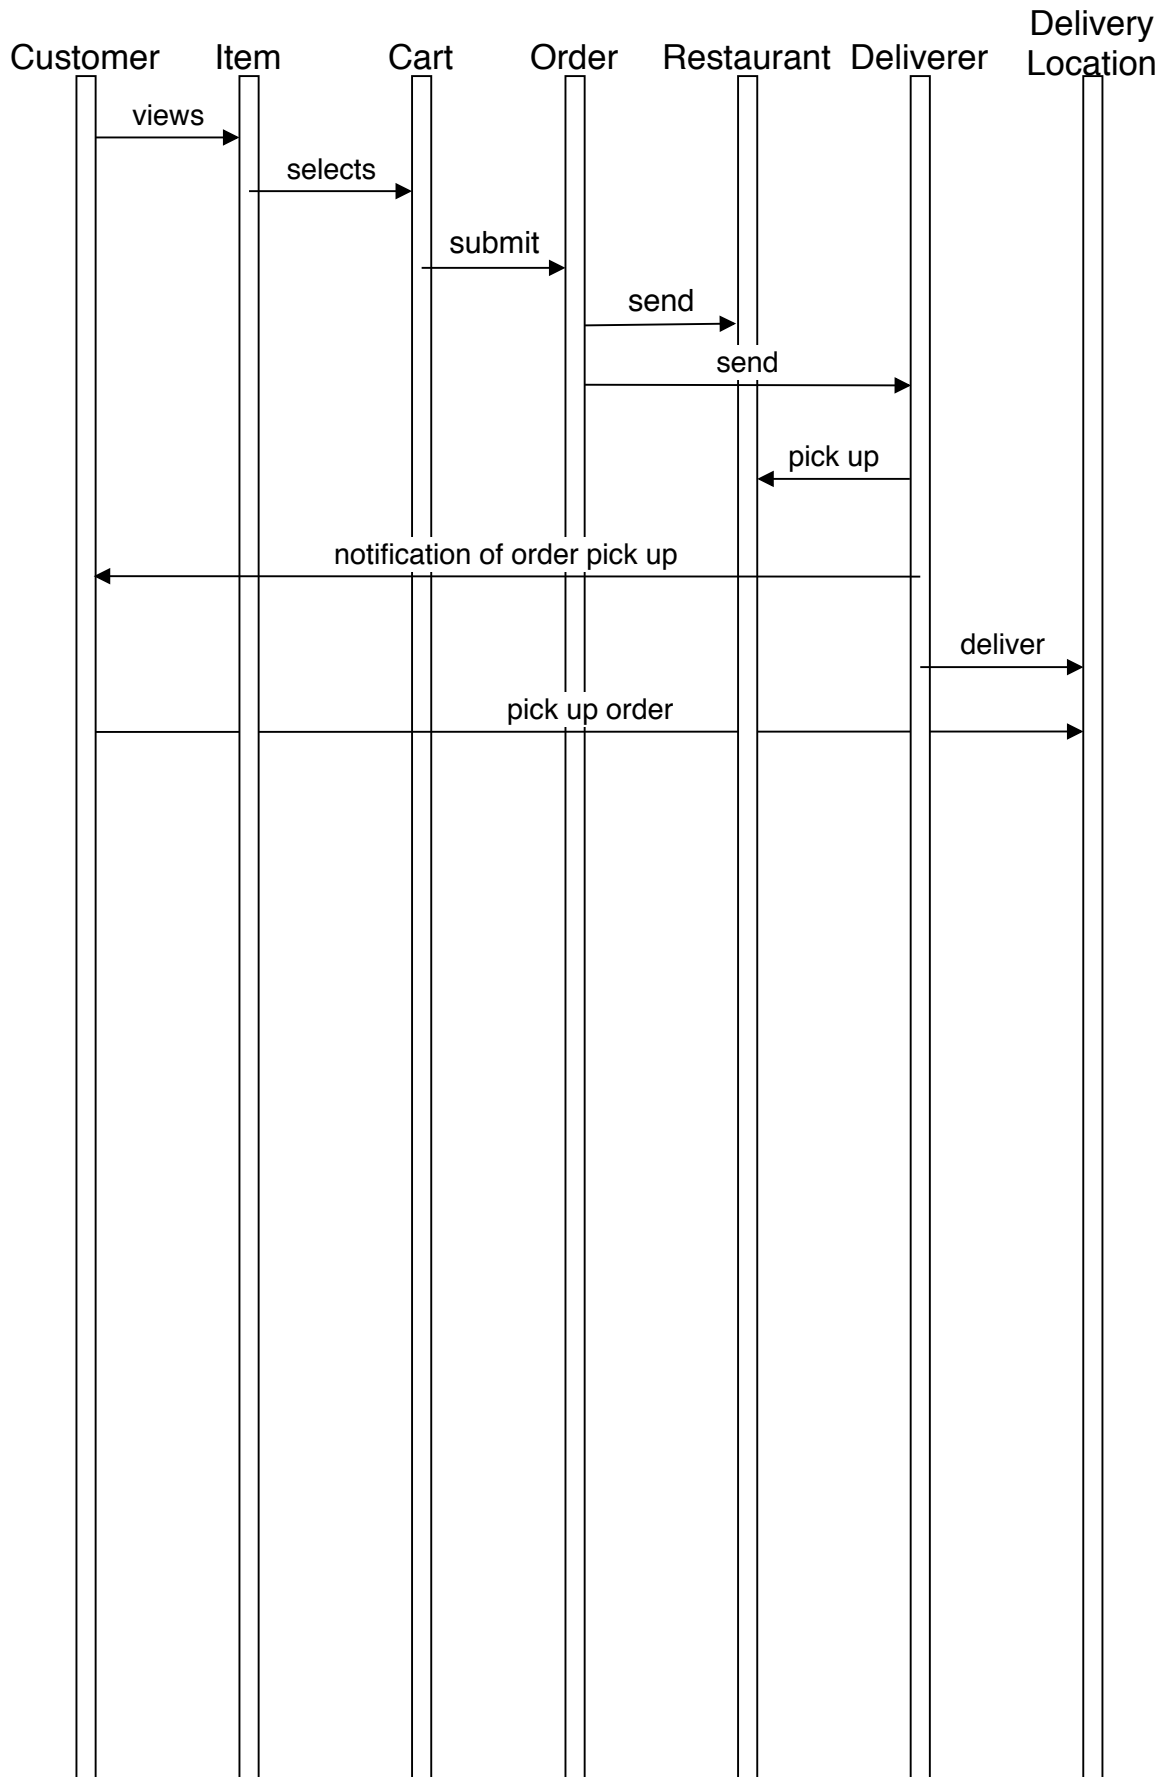 Customer
Item
Cart
Order
Restaurant
Deliverer
Delivery
Location
views
selects
submit
send
send
pick up
notification of order pick up
deliver
pick up order